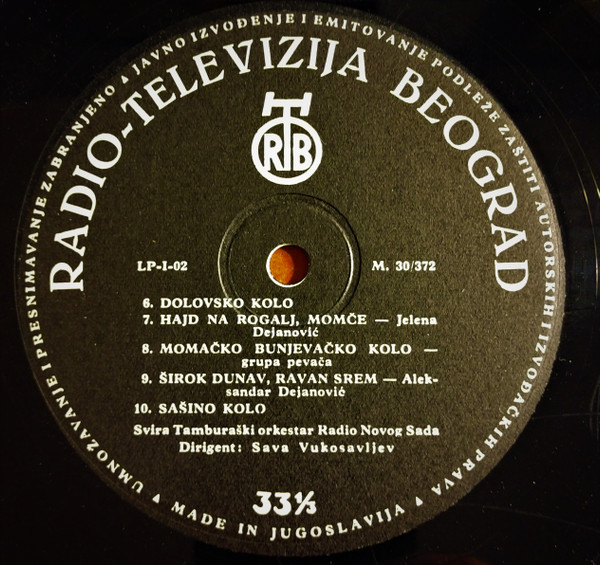 UMNOŽAVANJE I PRESNIMAVANJE ZABRANJENO ▲ JAVNO IZVOĐENJE I EMITOVANJE PODLEŽE ZAŠTITI AUTORSKIH I IZVOĐAČKIH PRAVA ▲
RADIO-TELEVIZIJA BEOGRAD
RTB
LP-I-02 M. 30/372
6. DOLOVSKO KOLO
7. HAJD NA ROGALJ, MOMČE — Jelena
Dejanović
8. MOMAČKO BUNJEVAČKO KOLO —
grupa pevača
9. ŠIROK DUNAV, RAVAN SREM — Alek-
sandar Dejanović
10. SAŠINO KOLO
Svira Tamburaški orkestar Radio Novog Sada
Dirigent: Sava Vukosavljev
33⅓
MADE IN JUGOSLAVIJA ▲